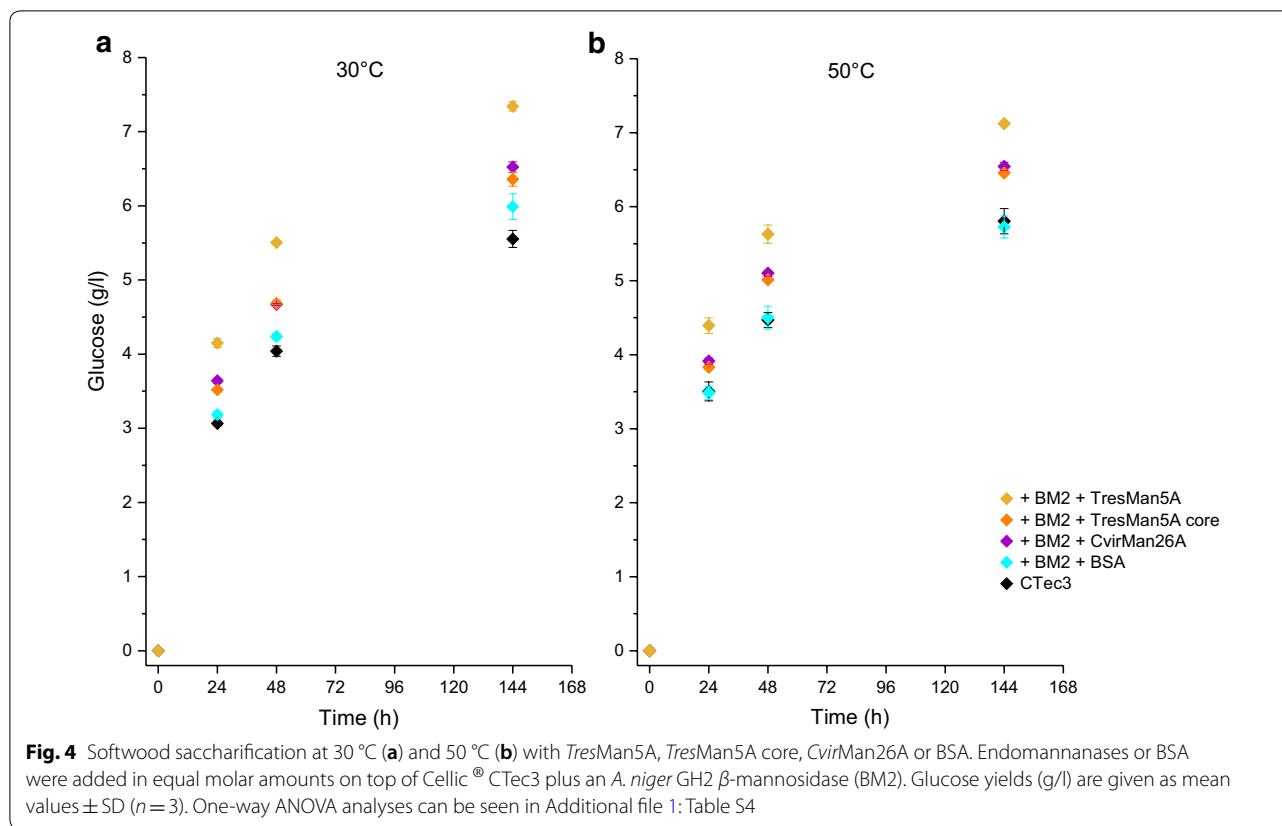 a
30°C
8
7
6
5
4
3
2
1
0
Glucose (g/l)
0 24 48 72 96 120 144 168
Time (h)
b
50°C
8
7
6
5
4
3
2
1
0
0 24 48 72 96 120 144 168
Time (h)
+ BM2 + TresMan5A
+ BM2 + TresMan5A core
+ BM2 + CvirMan26A
+ BM2 + BSA
CTec3
Fig. 4 Softwood saccharification at 30 °C (a) and 50 °C (b) with TresMan5A, TresMan5A core, CvirMan26A or BSA. Endomannanases or BSA
were added in equal molar amounts on top of Cellic ® CTec3 plus an A. niger GH2 β-mannosidase (BM2). Glucose yields (g/l) are given as mean
values ± SD (n = 3). One-way ANOVA analyses can be seen in Additional file 1: Table S4